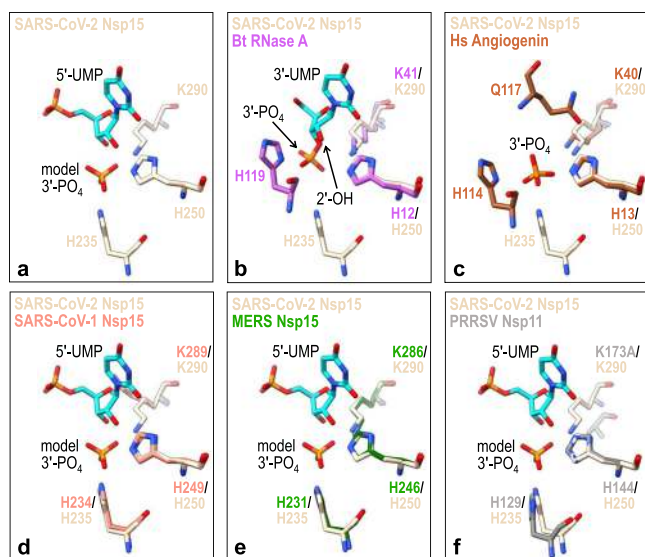 SARS-CoV-2 Nsp15
5'-UMP
K290
model
3'-PO4
H250
H235
a
SARS-CoV-2 Nsp15
Bt RNase A
3'-UMP
K41/
K290
3'-PO4
H119
2'-OH
H12/
H250
H235
b
SARS-CoV-2 Nsp15
Hs Angiogenin
Q117
K40/
K290
3'-PO4
H114
H13/
H250
H235
c
SARS-CoV-2 Nsp15
SARS-CoV-1 Nsp15
5'-UMP
K289/
K290
model
3'-PO4
H249/
H250
H234/
H235
d
SARS-CoV-2 Nsp15
MERS Nsp15
5'-UMP
K286/
K290
model
3'-PO4
H231/
H235
H246/
H250
e
SARS-CoV-2 Nsp15
PRRSV Nsp11
5'-UMP
K173A/
K290
model
3'-PO4
H129/
H235
H144/
H250
f